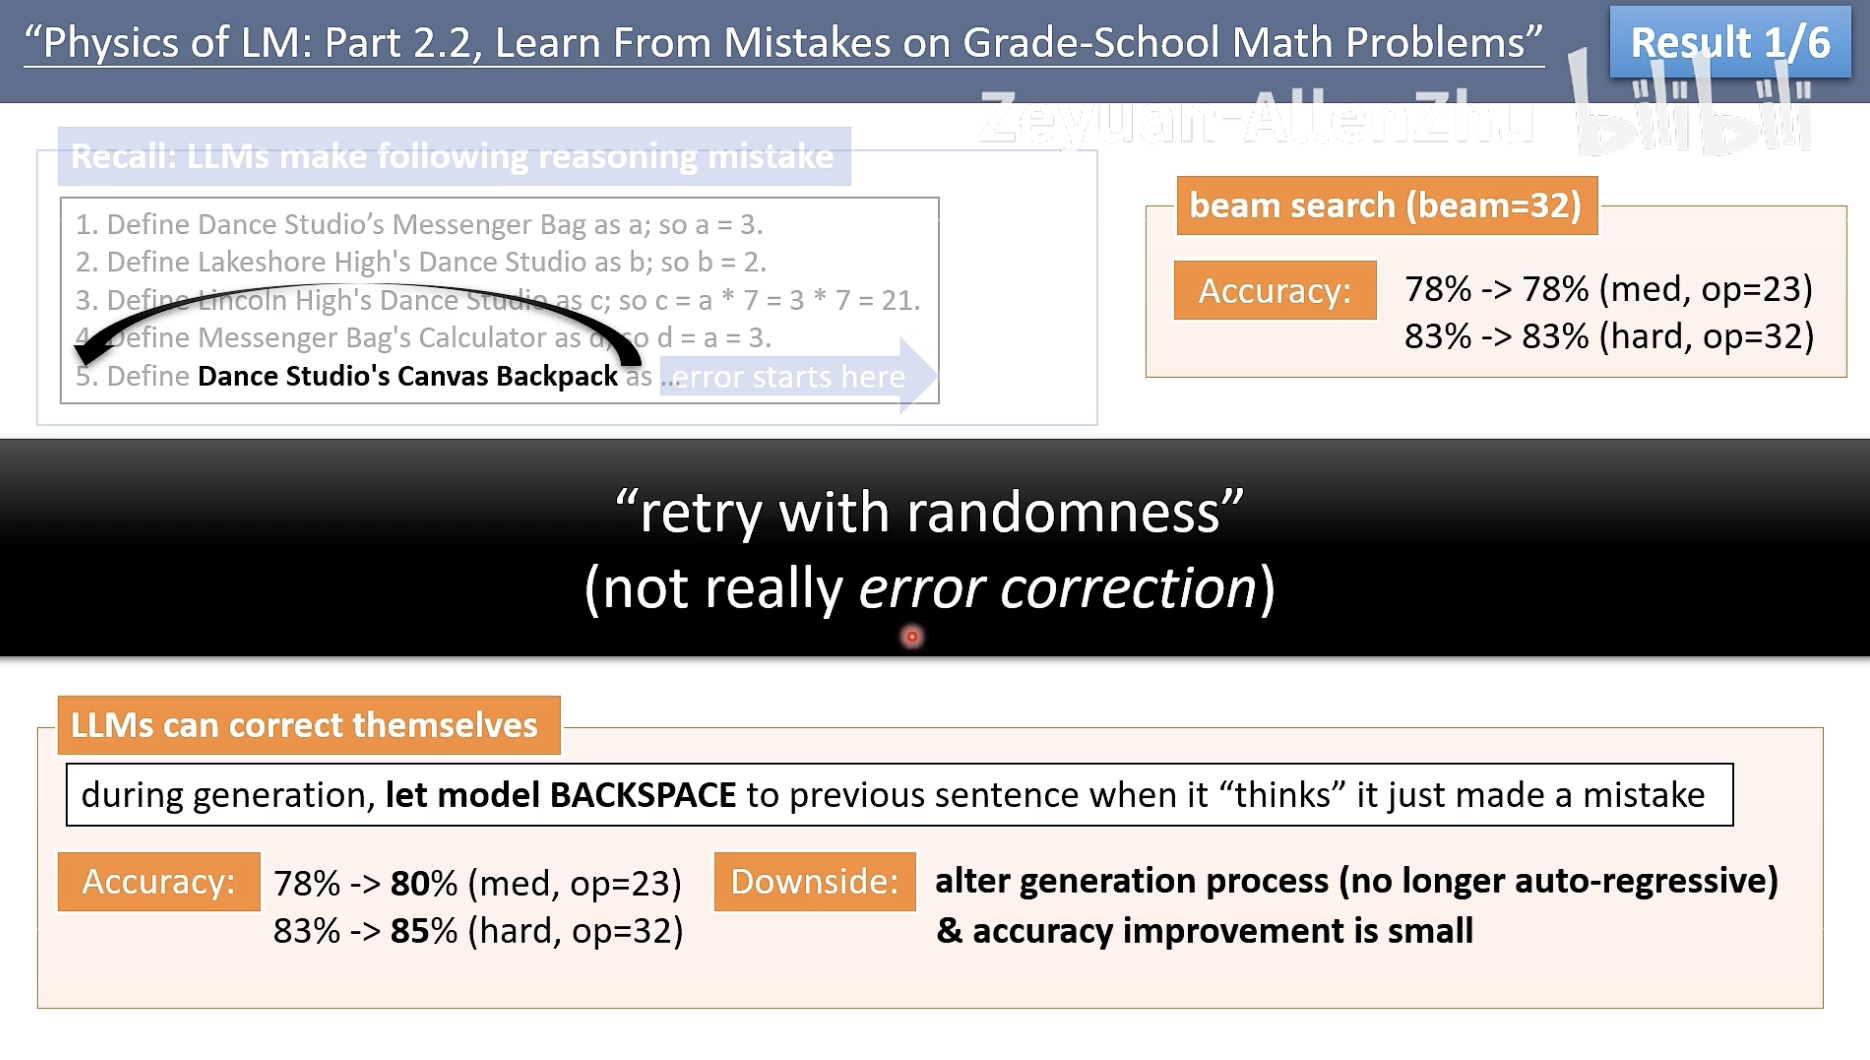 “Physics of LM: Part 2.2, Learn From Mistakes on Grade-School Math Problems”
Result 1/6
Zeyuan-AllenZhu
bilibili
Recall: LLMs make following reasoning mistake
1. Define Dance Studio’s Messenger Bag as a; so a = 3.
2. Define Lakeshore High's Dance Studio as b; so b = 2.
3. Define Lincoln High's Dance Studio as c; so c = a * 7 = 3 * 7 = 21.
4. Define Messenger Bag's Calculator as d; so d = a = 3.
5. Define Dance Studio's Canvas Backpack as ...
error starts here
beam search (beam=32)
Accuracy:
78% -> 78% (med, op=23)
83% -> 83% (hard, op=32)
“retry with randomness”
(not really error correction)
LLMs can correct themselves
during generation, let model BACKSPACE to previous sentence when it “thinks” it just made a mistake
Accuracy:
78% -> 80% (med, op=23)
83% -> 85% (hard, op=32)
Downside:
alter generation process (no longer auto-regressive)
& accuracy improvement is small